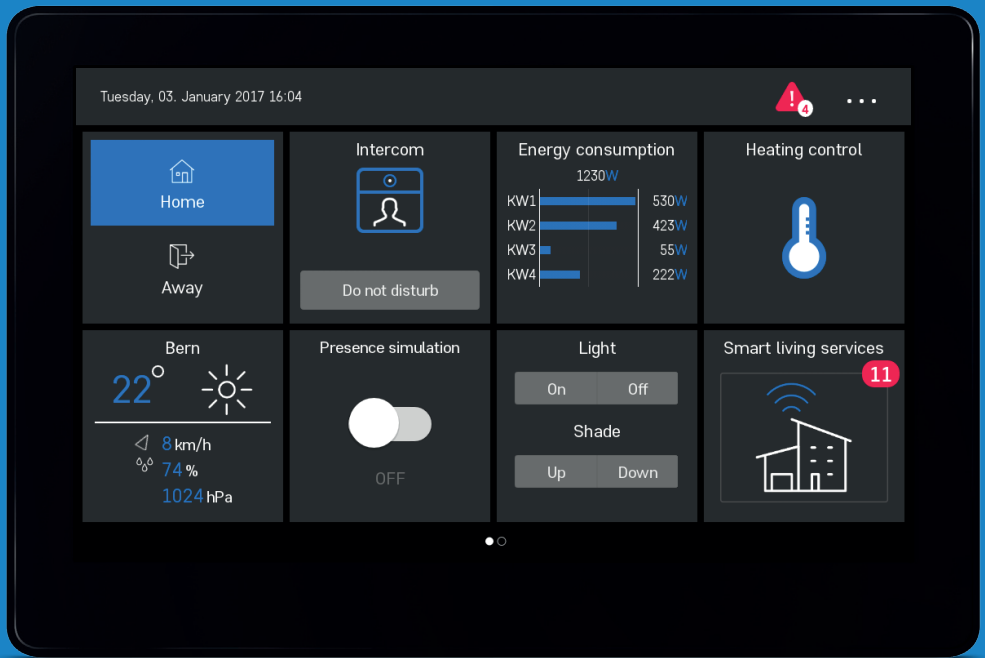 Tuesday, 03. January 2017 16:04
! 4
Home
Away
Intercom
Do not disturb
Energy consumption
1230W
KW1 530W
KW2 423W
KW3 55W
KW4 222W
Heating control
Bern
22°
8 km/h
74 %
1024 hPa
Presence simulation
OFF
Light
On Off
Shade
Up Down
Smart living services
11